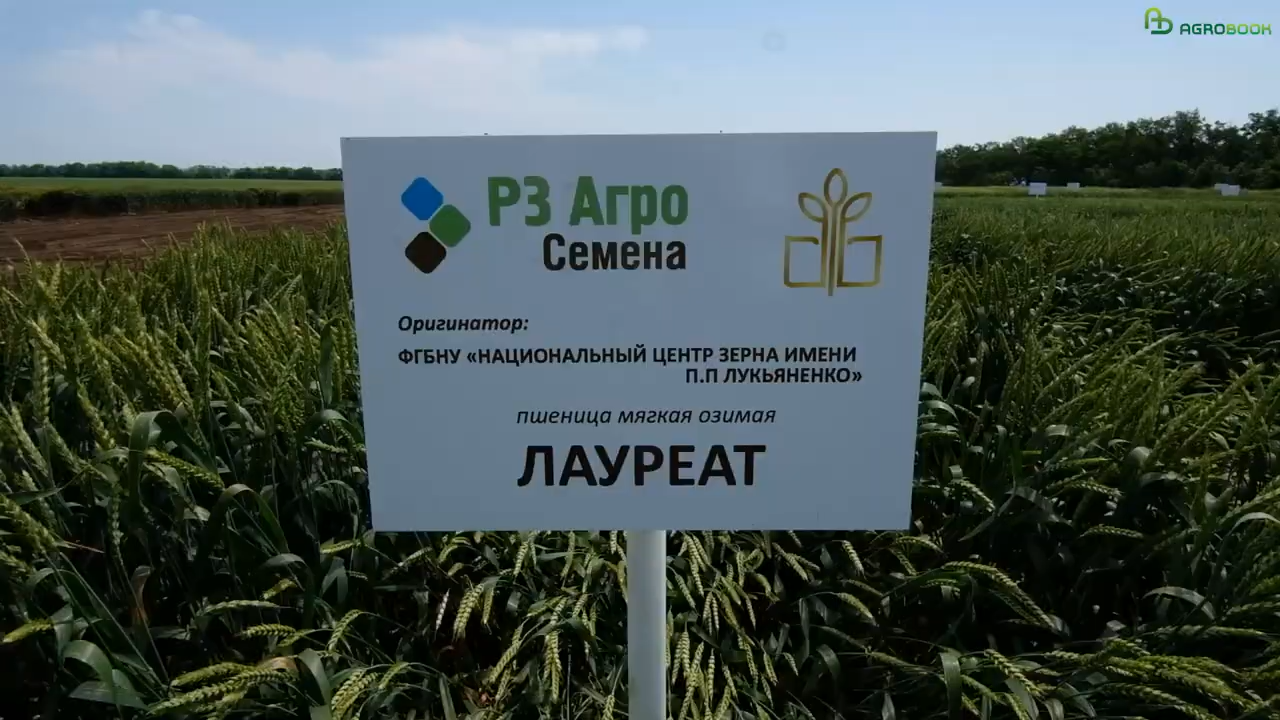 AGROBOOK
РЗ Агро
Семена
Оригинатор:
ФГБНУ «НАЦИОНАЛЬНЫЙ ЦЕНТР ЗЕРНА ИМЕНИ
П.П ЛУКЬЯНЕНКО»
пшеница мягкая озимая
ЛАУРЕАТ